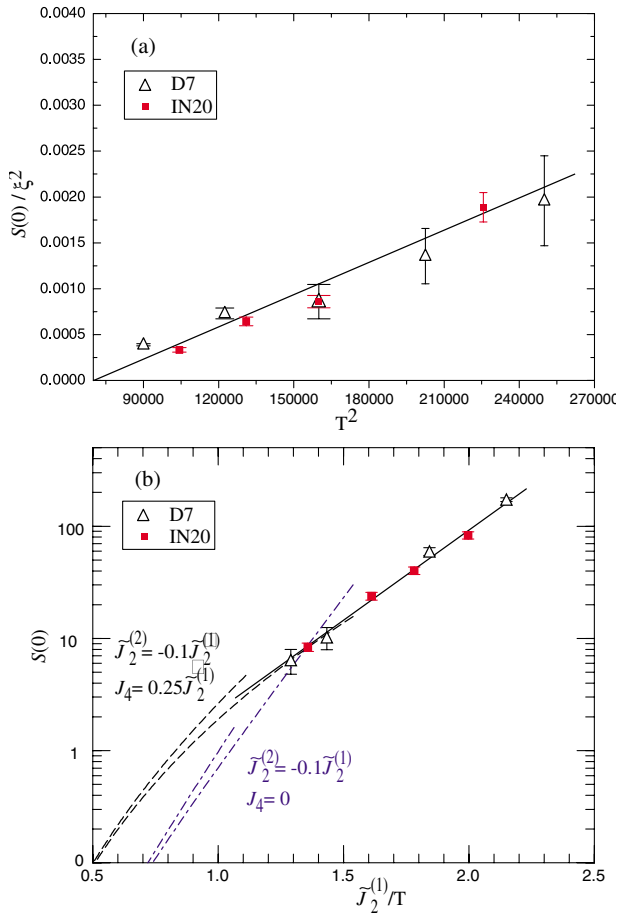 0.0040
0.0035
0.0030
0.0025
0.0020
0.0015
0.0010
0.0005
0.0000
S(0) / ξ²
(a)
D7
IN20
90000 120000 150000 180000 210000 240000 270000
T²
(b)
D7
IN20
100
10
1
0
S(0)
J̃₂⁽²⁾= -0.1J̃₂⁽¹⁾
J₄= 0.25J̃₂⁽¹⁾
J̃₂⁽²⁾= -0.1J̃₂⁽¹⁾
J₄= 0
0.5 1.0 1.5 2.0 2.5
J̃₂⁽¹⁾/T